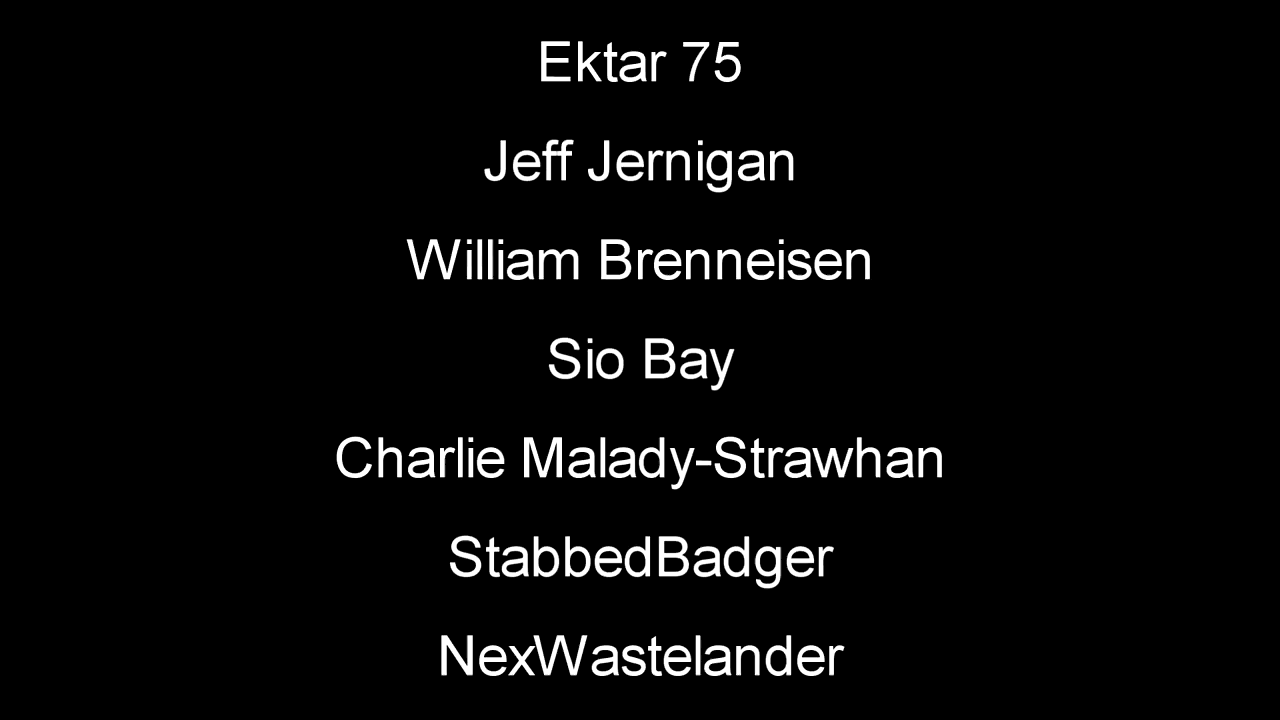 Ektar 75
Jeff Jernigan
William Brenneisen
Sio Bay
Charlie Malady-Strawhan
StabbedBadger
NexWastelander